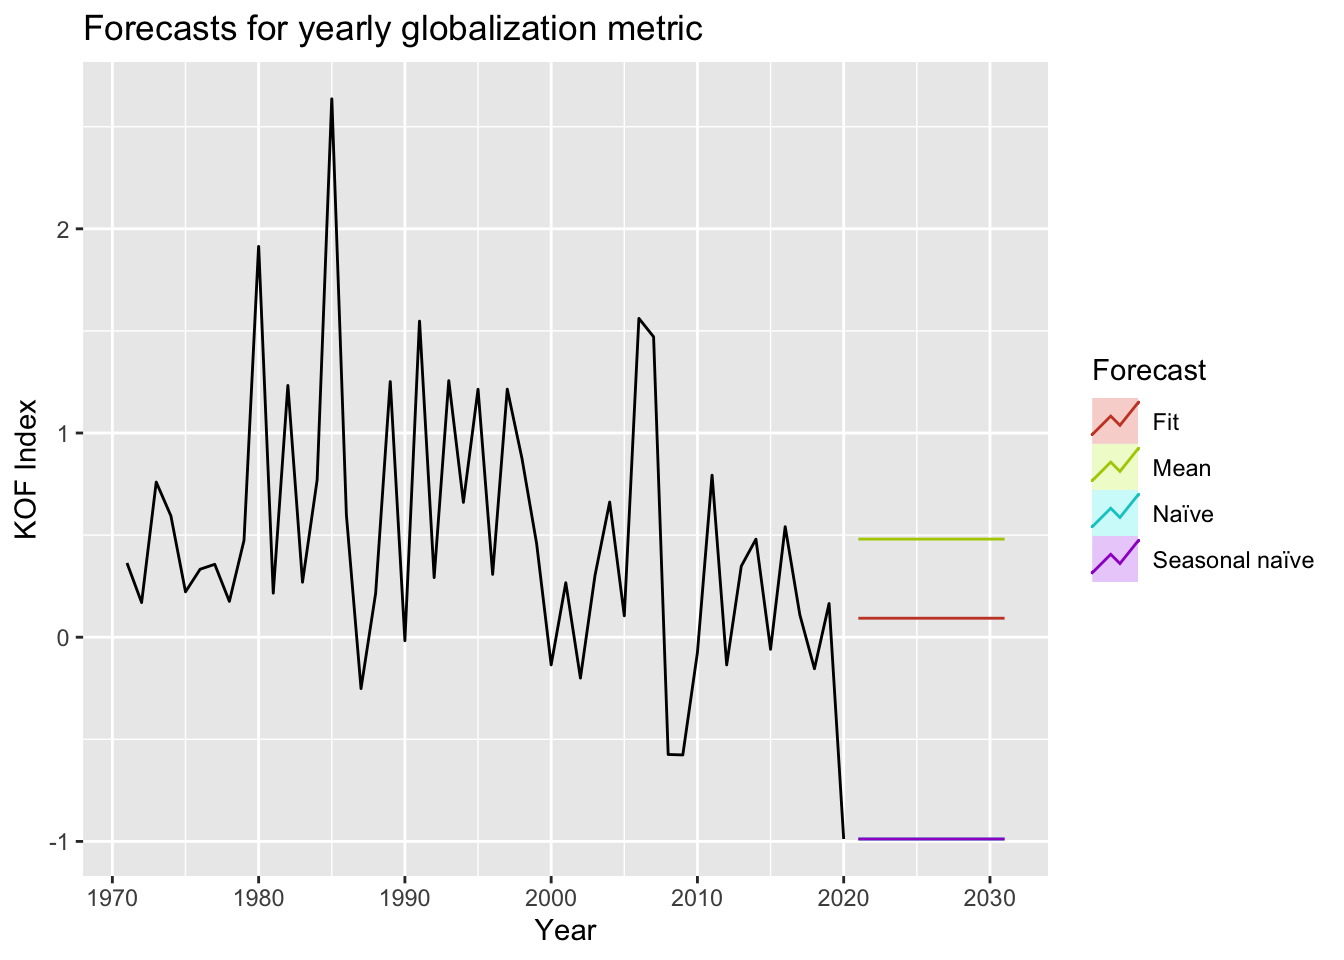 Forecasts for yearly globalization metric
KOF Index
2
1
0
-1
1970 1980 1990 2000 2010 2020 2030
Year
Forecast
Fit
Mean
Naïve
Seasonal naïve